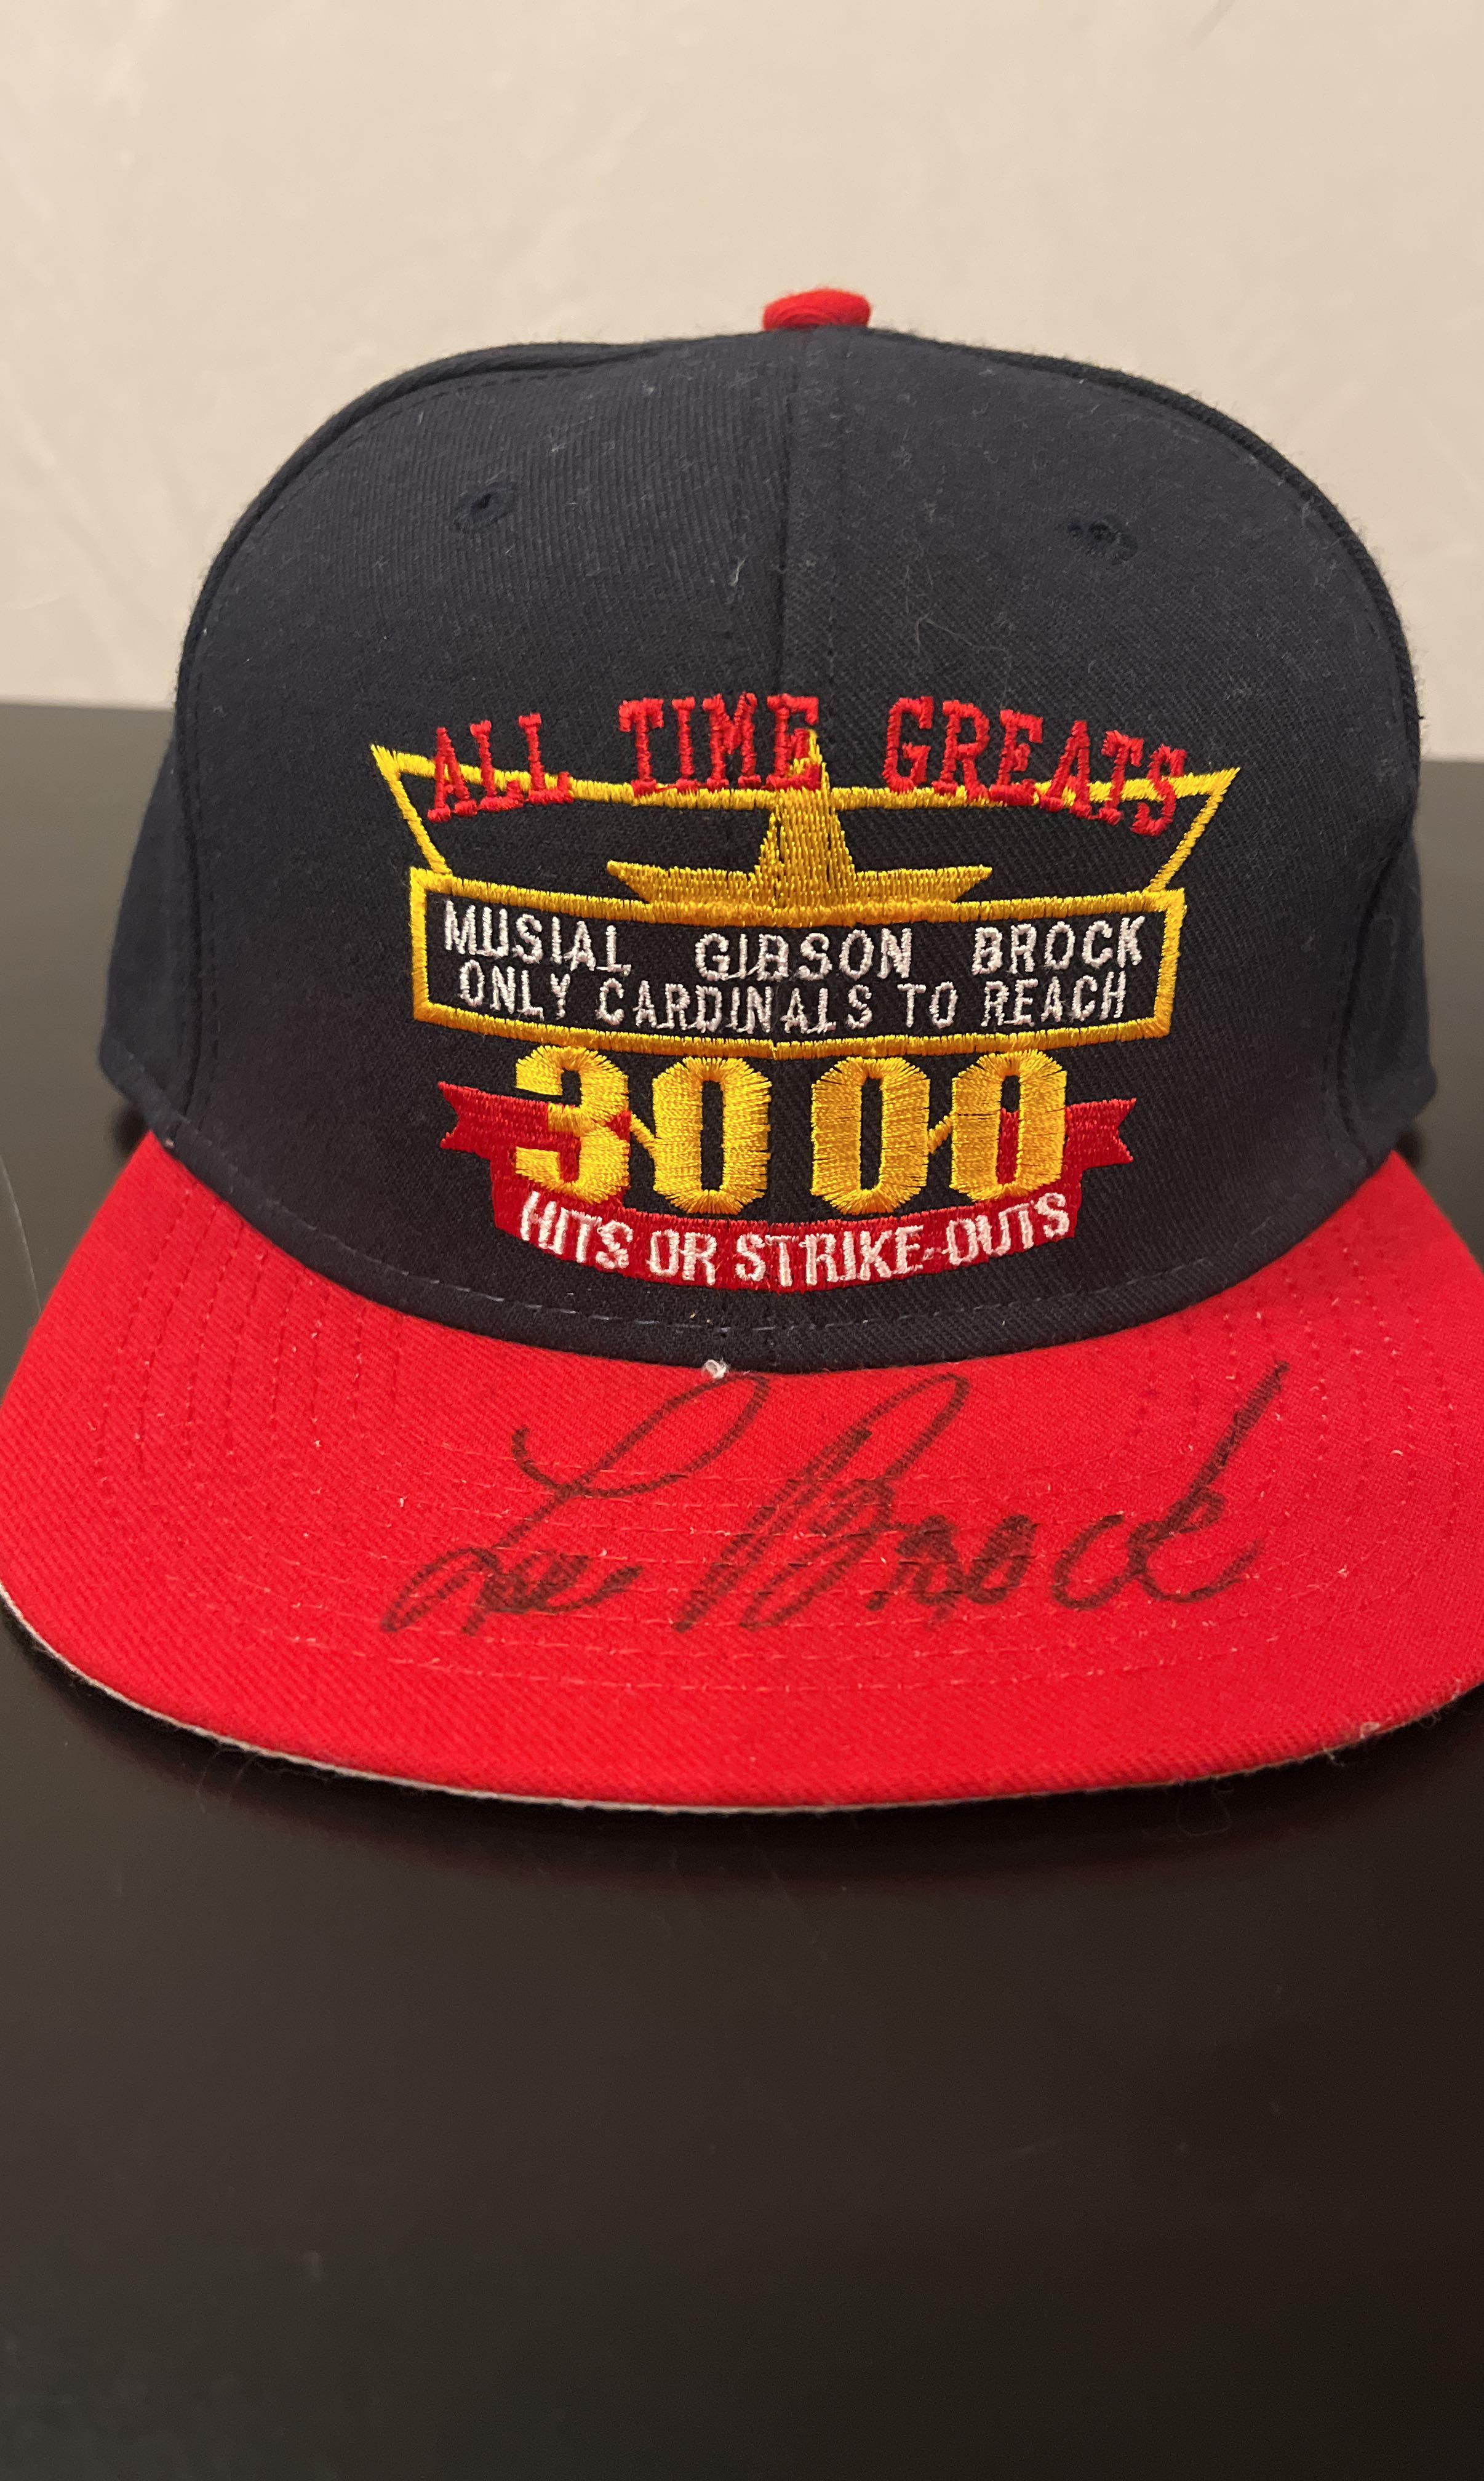 ALL TIME GREATS
MUSIAL GIBSON BROCK
ONLY CARDINALS TO REACH
3000
HITS OR STRIKE-OUTS
Lou Brock